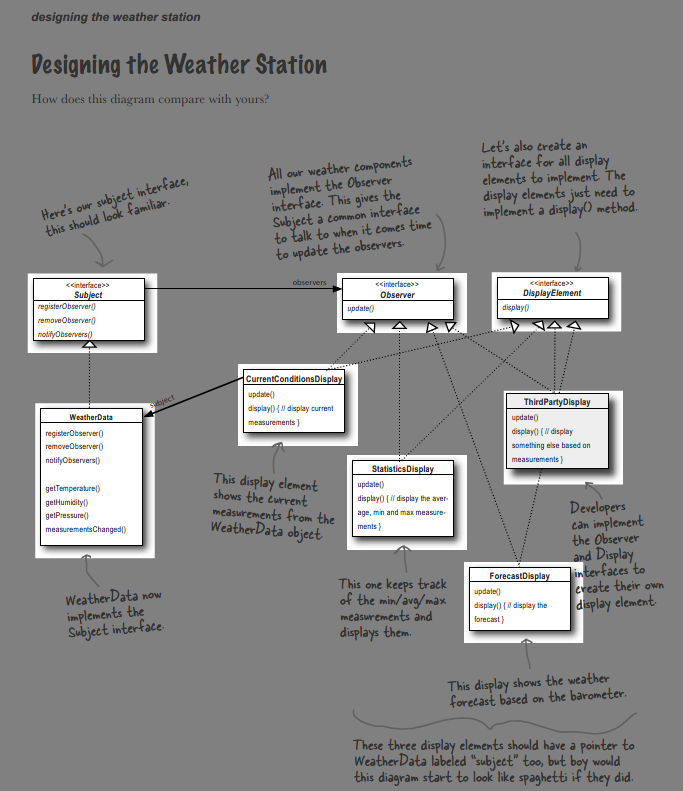 designing the weather station
Designing the Weather Station
How does this diagram compare with yours?
Here's our subject interface,
this should look familiar.
All our weather components
implement the Observer
interface. This gives the
Subject a common interface
to talk to when it comes time
to update the observers.
Let's also create an
interface for all display
elements to implement. The
display elements just need to
implement a display() method.
<<interface>>
Subject
registerObserver()
removeObserver()
notifyObservers()
observers
<<interface>>
Observer
update()
<<interface>>
DisplayElement
display()
subject
WeatherData
registerObserver()
removeObserver()
notifyObservers()
getTemperature()
getHumidity()
getPressure()
measurementsChanged()
CurrentConditionsDisplay
update()
display() { // display current
measurements }
ThirdPartyDisplay
update()
display() { // display
something else based on
measurements }
StatisticsDisplay
update()
display() { // display the aver-
age, min and max measure-
ments }
ForecastDisplay
update()
display() { // display the
forecast }
This display element
shows the current
measurements from the
WeatherData object.
Developers
can implement
the Observer
and Display
interfaces to
create their own
display element.
WeatherData now
implements the
Subject interface.
This one keeps track
of the min/avg/max
measurements and
displays them.
This display shows the weather
forecast based on the barometer.
These three display elements should have a pointer to
WeatherData labeled "subject" too, but boy would
this diagram start to look like spaghetti if they did.